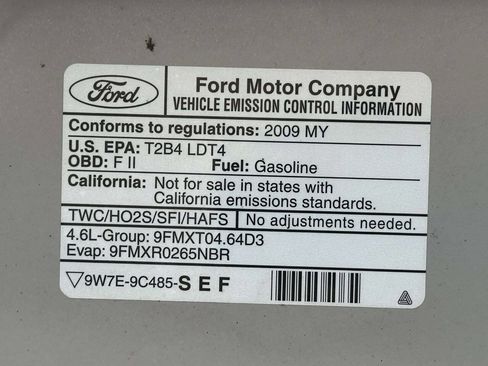 Ford
Ford Motor Company
VEHICLE EMISSION CONTROL INFORMATION
Conforms to regulations: 2009 MY
U.S. EPA: T2B4 LDT4
OBD: F II Fuel: Gasoline
California: Not for sale in states with
California emissions standards.
TWC/HO2S/SFI/HAFS No adjustments needed.
4.6L-Group: 9FMXT04.64D3
Evap: 9FMXR0265NBR
▽9W7E-9C485-SEF